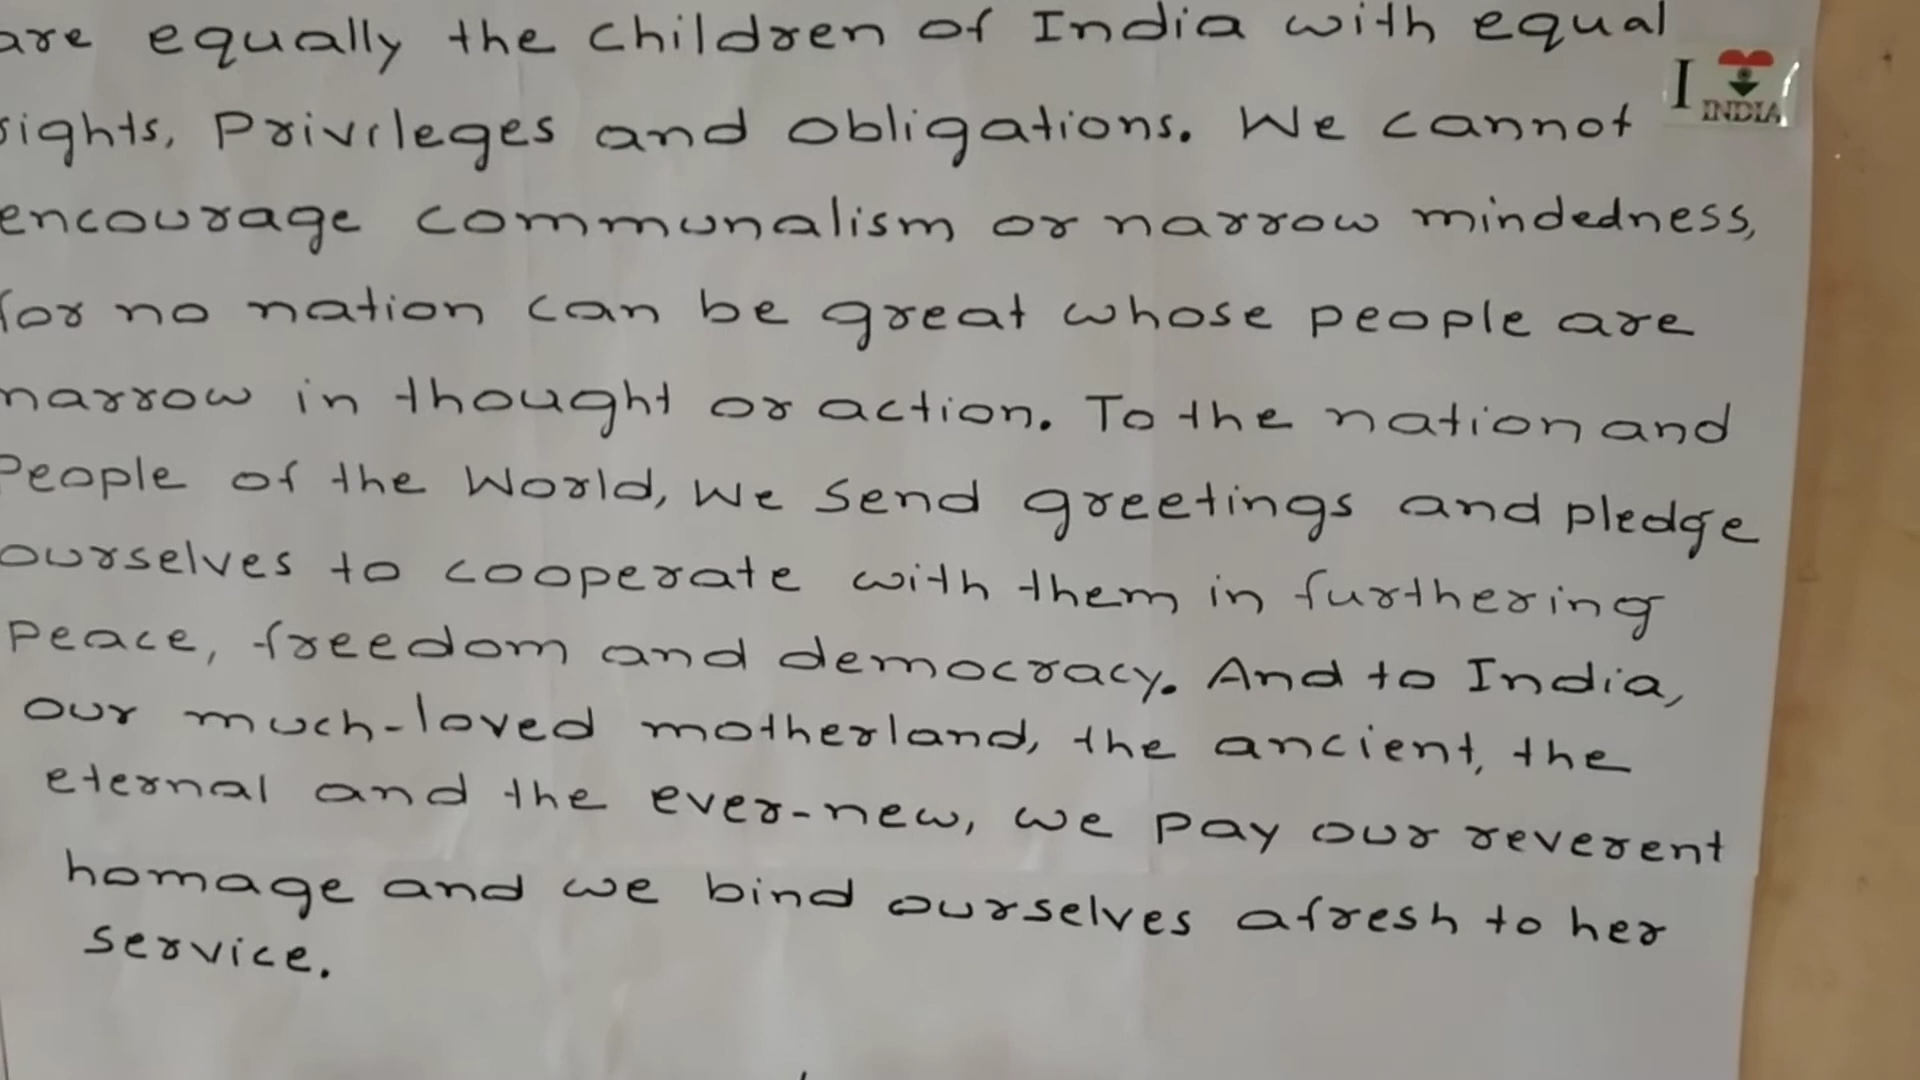 are equally the children of India with equal
rights, Privileges and obligations. We cannot
I INDIA
encourage communalism or narrow mindedness,
for no nation can be great whose people are
narrow in thought or action. To the nation and
People of the World, We send greetings and pledge
ourselves to cooperate with them in furthering
Peace, freedom and democracy. And to India,
our much-loved motherland, the ancient, the
eternal and the ever-new, we pay our reverent
homage and we bind ourselves afresh to her
service.